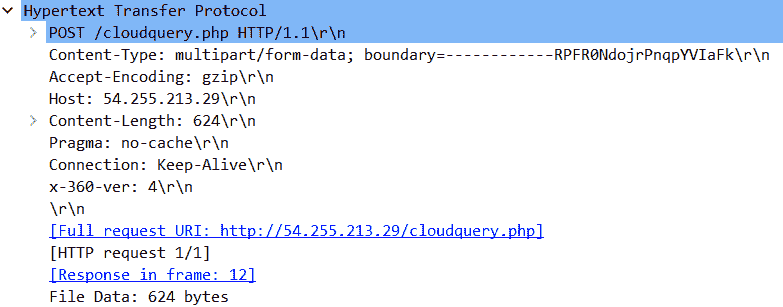 Hypertext Transfer Protocol
POST /cloudquery.php HTTP/1.1\r\n
Content-Type: multipart/form-data; boundary=------------RPFR0NdojrPnqpYVIaFk\r\n
Accept-Encoding: gzip\r\n
Host: 54.255.213.29\r\n
Content-Length: 624\r\n
Pragma: no-cache\r\n
Connection: Keep-Alive\r\n
x-360-ver: 4\r\n
\r\n
[Full request URI: http://54.255.213.29/cloudquery.php]
[HTTP request 1/1]
[Response in frame: 12]
File Data: 624 bytes